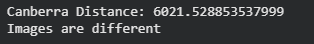 Canberra Distance: 6021.528853537999
Images are different